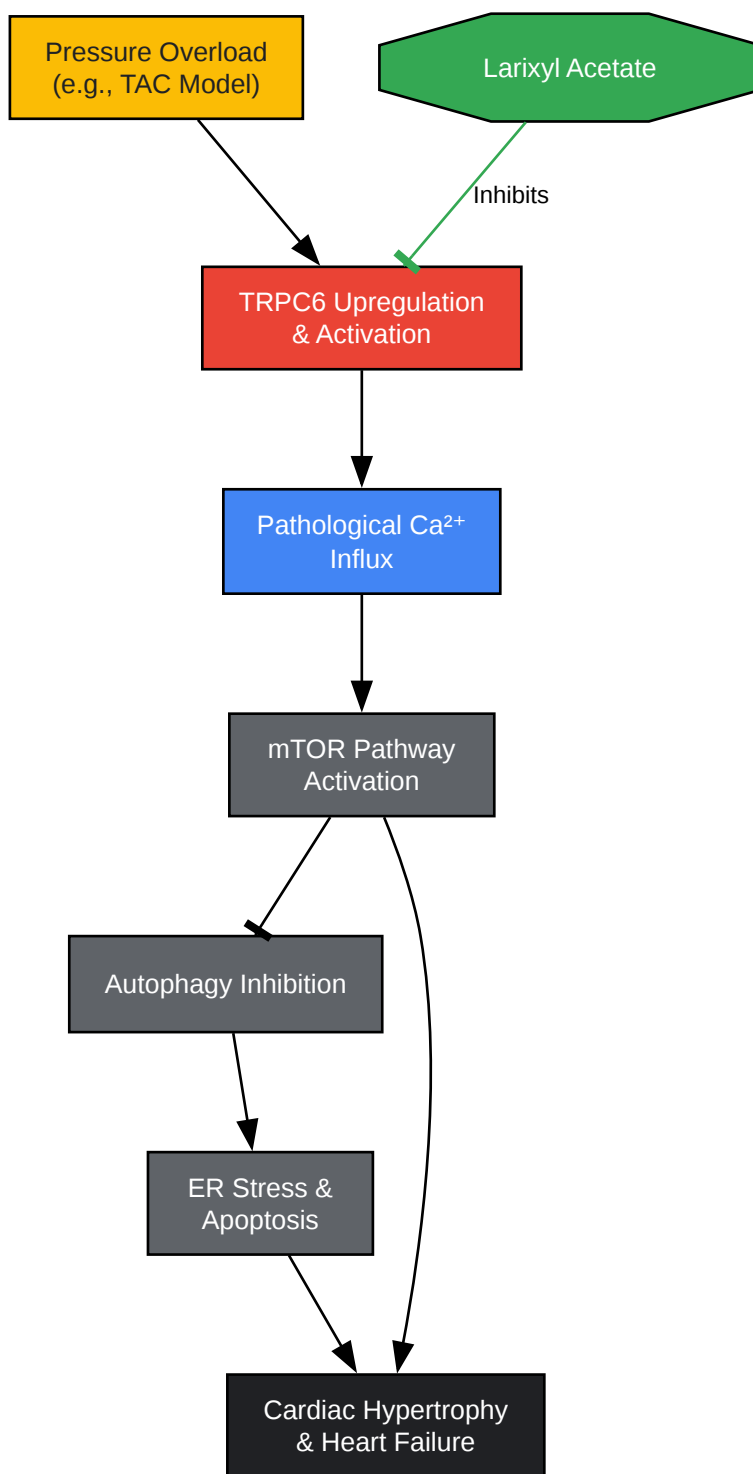 Pressure Overload
(e.g., TAC Model)
Larixyl Acetate
Inhibits
TRPC6 Upregulation
& Activation
Pathological Ca²⁺
Influx
mTOR Pathway
Activation
Autophagy Inhibition
ER Stress &
Apoptosis
Cardiac Hypertrophy
& Heart Failure